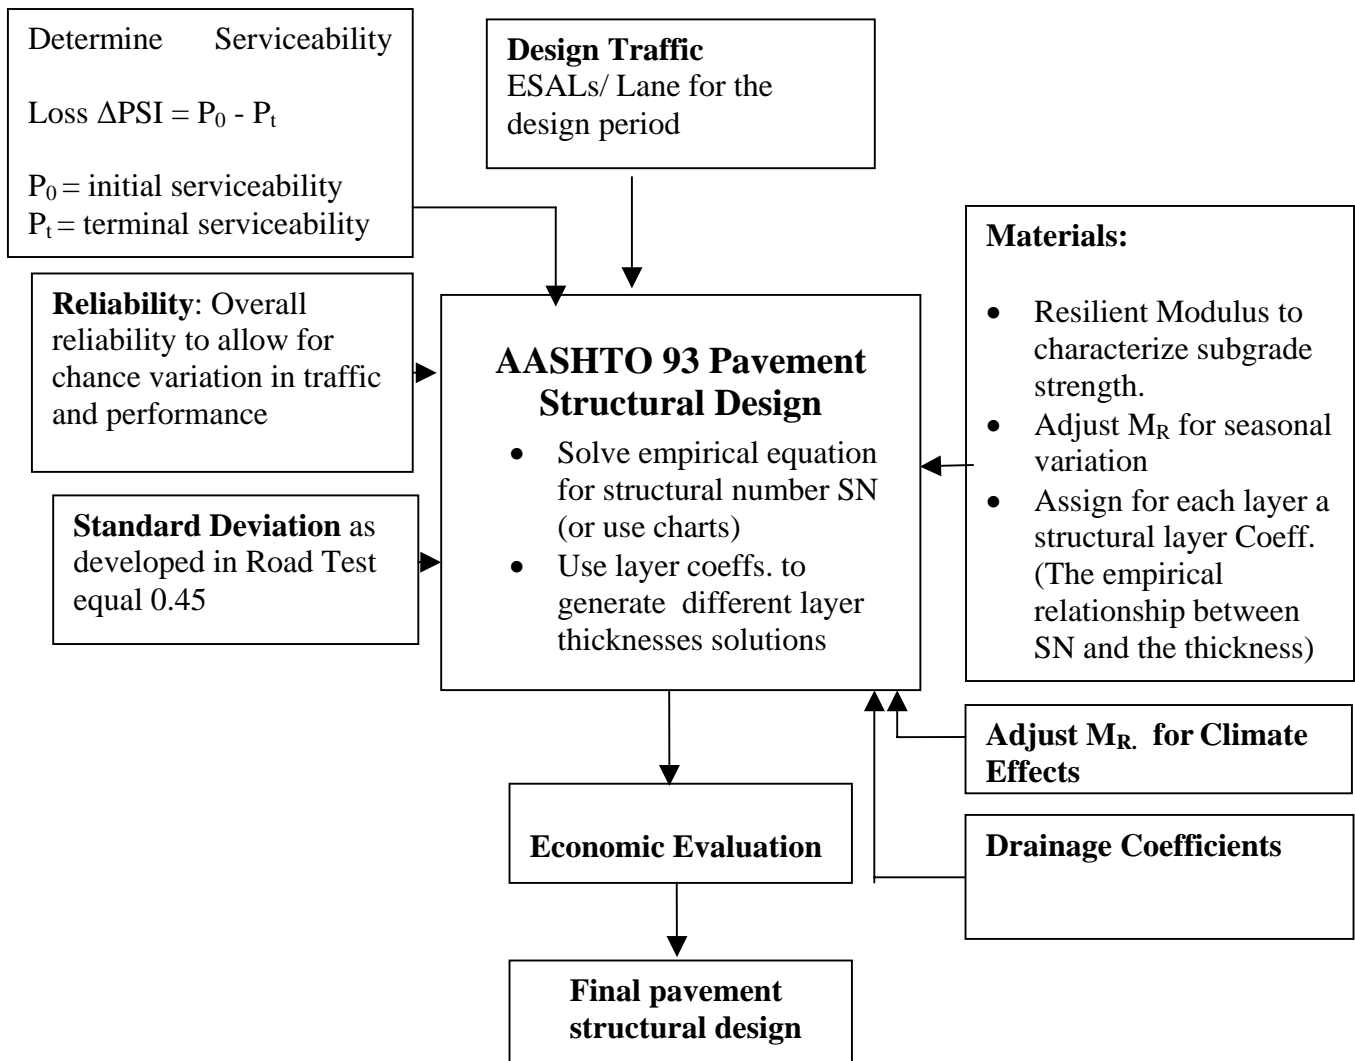 Determine Serviceability
Loss ΔPSI = P₀ - Pₜ
P₀ = initial serviceability
Pₜ = terminal serviceability
Design Traffic
ESALs/ Lane for the
design period
Reliability: Overall
reliability to allow for
chance variation in traffic
and performance
Standard Deviation as
developed in Road Test
equal 0.45
AASHTO 93 Pavement
Structural Design
• Solve empirical equation
for structural number SN
(or use charts)
• Use layer coeffs. to
generate different layer
thicknesses solutions
Materials:
• Resilient Modulus to
characterize subgrade
strength.
• Adjust M_R for seasonal
variation
• Assign for each layer a
structural layer Coeff.
(The empirical
relationship between
SN and the thickness)
Adjust M_R. for Climate
Effects
Drainage Coefficients
Economic Evaluation
Final pavement
structural design